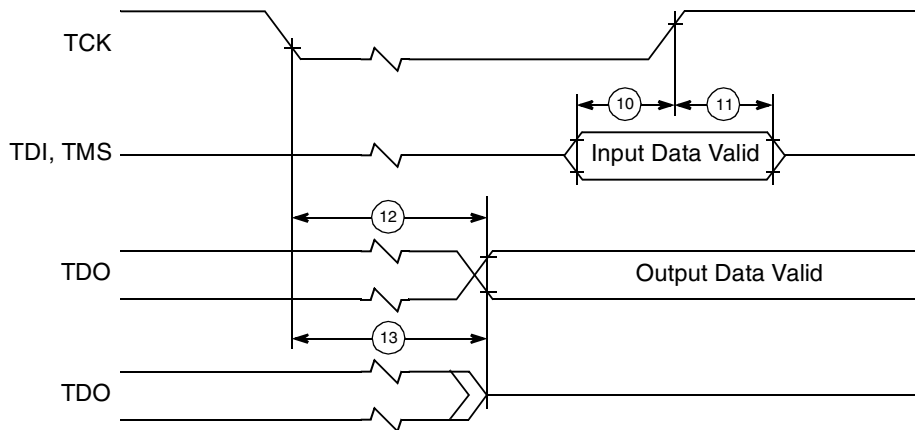 TCK
10
11
TDI, TMS
Input Data Valid
12
TDO
Output Data Valid
13
TDO